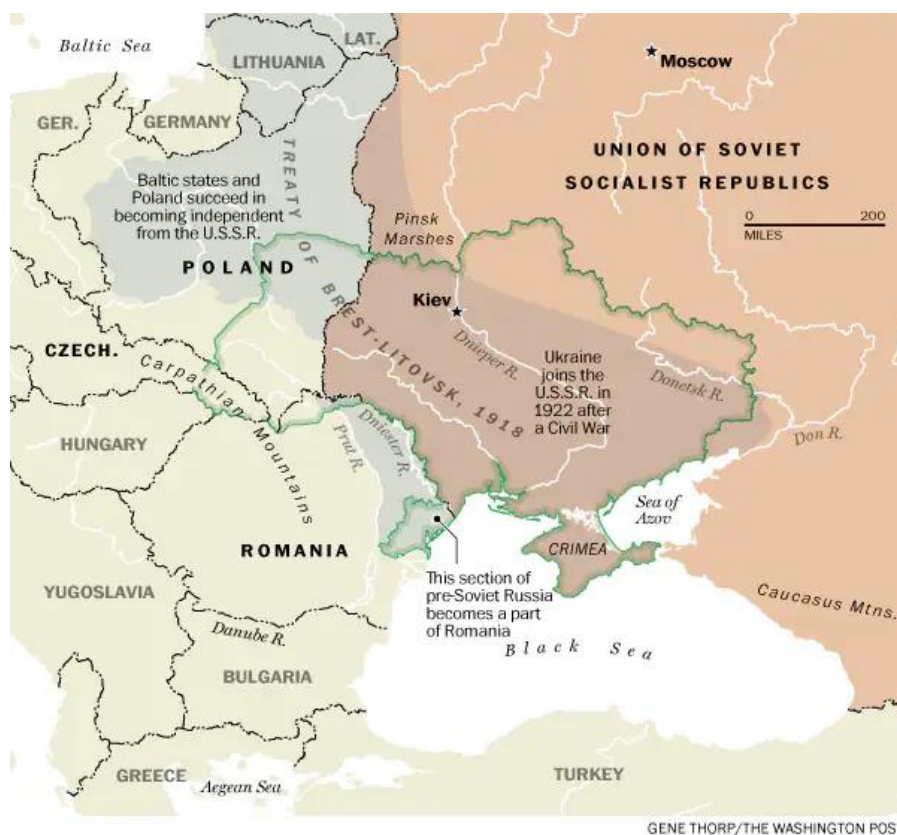 Baltic Sea
LAT.
LITHUANIA
Moscow
GER.
GERMANY
UNION OF SOVIET
SOCIALIST REPUBLICS
0 200
MILES
TREATY OF BREST-LITOVSK, 1918
Baltic states and
Poland succeed in
becoming independent
from the U.S.S.R.
Pinsk
Marshes
POLAND
Kiev
CZECH.
Carpathian Mountains
Dnieper R.
Ukraine
joins the
U.S.S.R. in
1922 after
a Civil War
Donetsk R.
Don R.
HUNGARY
Prut R.
Dniester R.
Sea of
Azov
ROMANIA
CRIMEA
This section of
pre-Soviet Russia
becomes a part
of Romania
YUGOSLAVIA
Caucasus Mtns.
Danube R.
Black Sea
BULGARIA
GREECE
Aegean Sea
TURKEY
GENE THORP/THE WASHINGTON POS